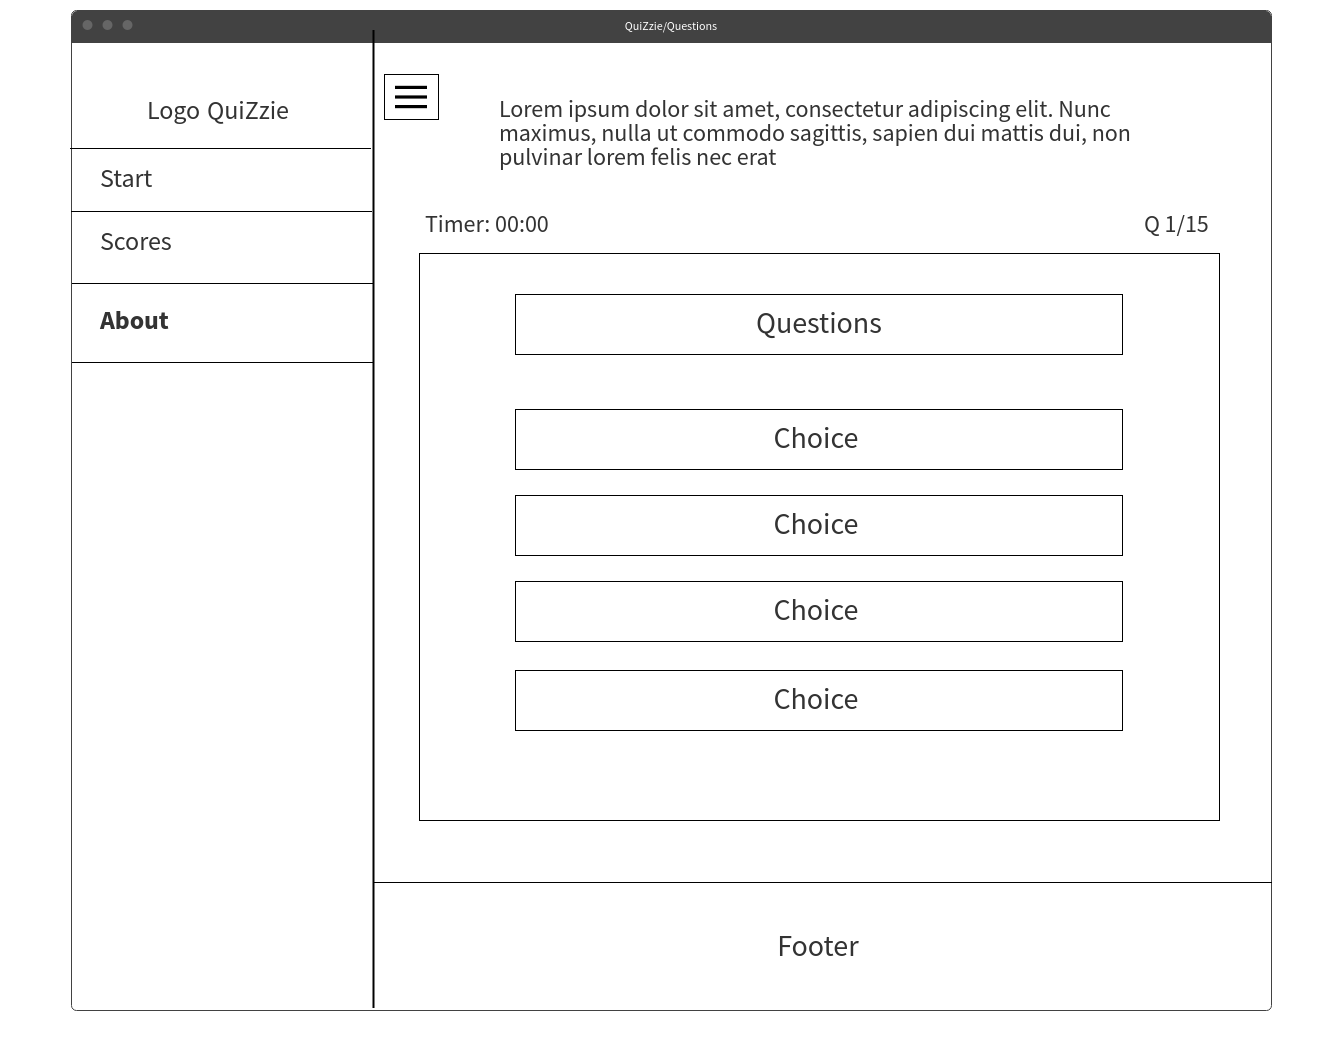 QuiZzie/Questions
Logo QuiZzie
Start
Scores
About
Lorem ipsum dolor sit amet, consectetur adipiscing elit. Nunc
maximus, nulla ut commodo sagittis, sapien dui mattis dui, non
pulvinar lorem felis nec erat
Timer: 00:00
Q 1/15
Questions
Choice
Choice
Choice
Choice
Footer